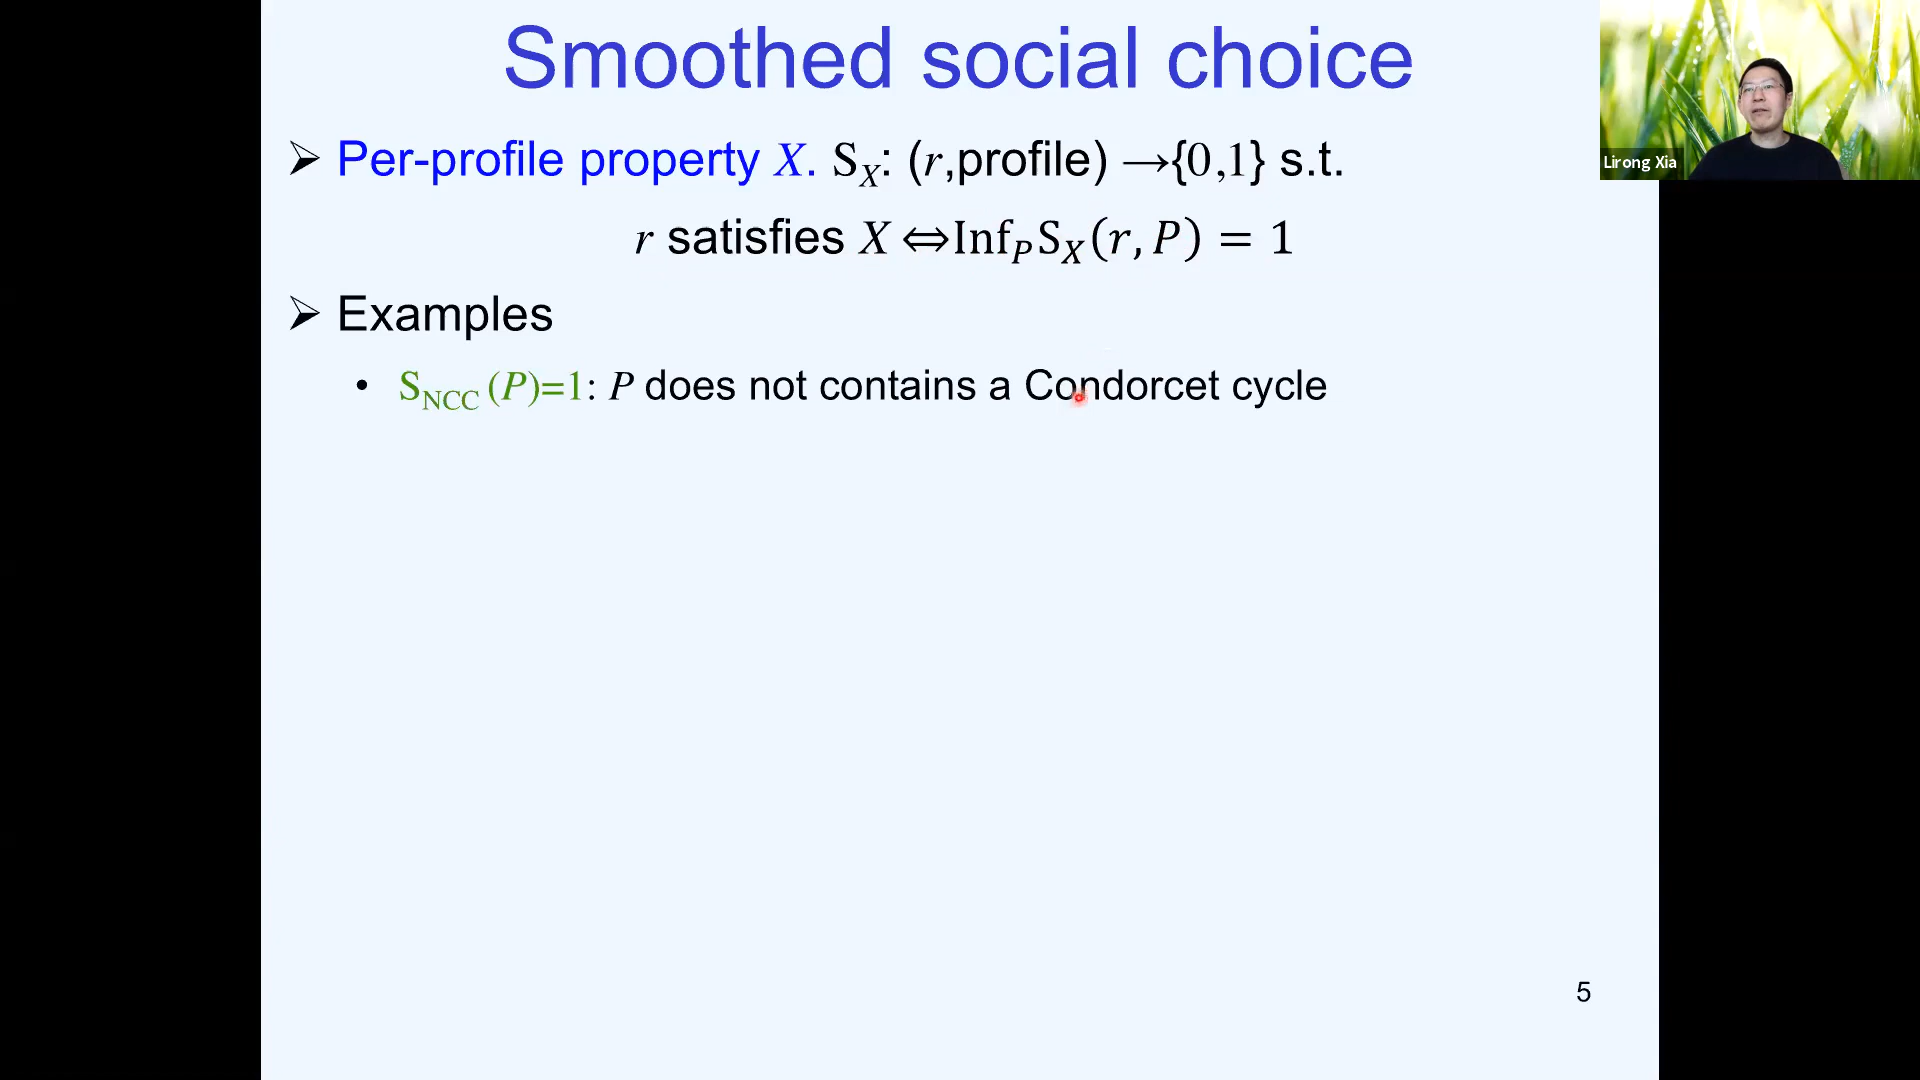 Smoothed social choice
Lirong Xia
➢ Per-profile property X. S_X: (r,profile) →{0,1} s.t.
r satisfies X ⇔ Inf_P S_X(r, P) = 1
➢ Examples
• S_NCC (P)=1: P does not contains a Condorcet cycle
5